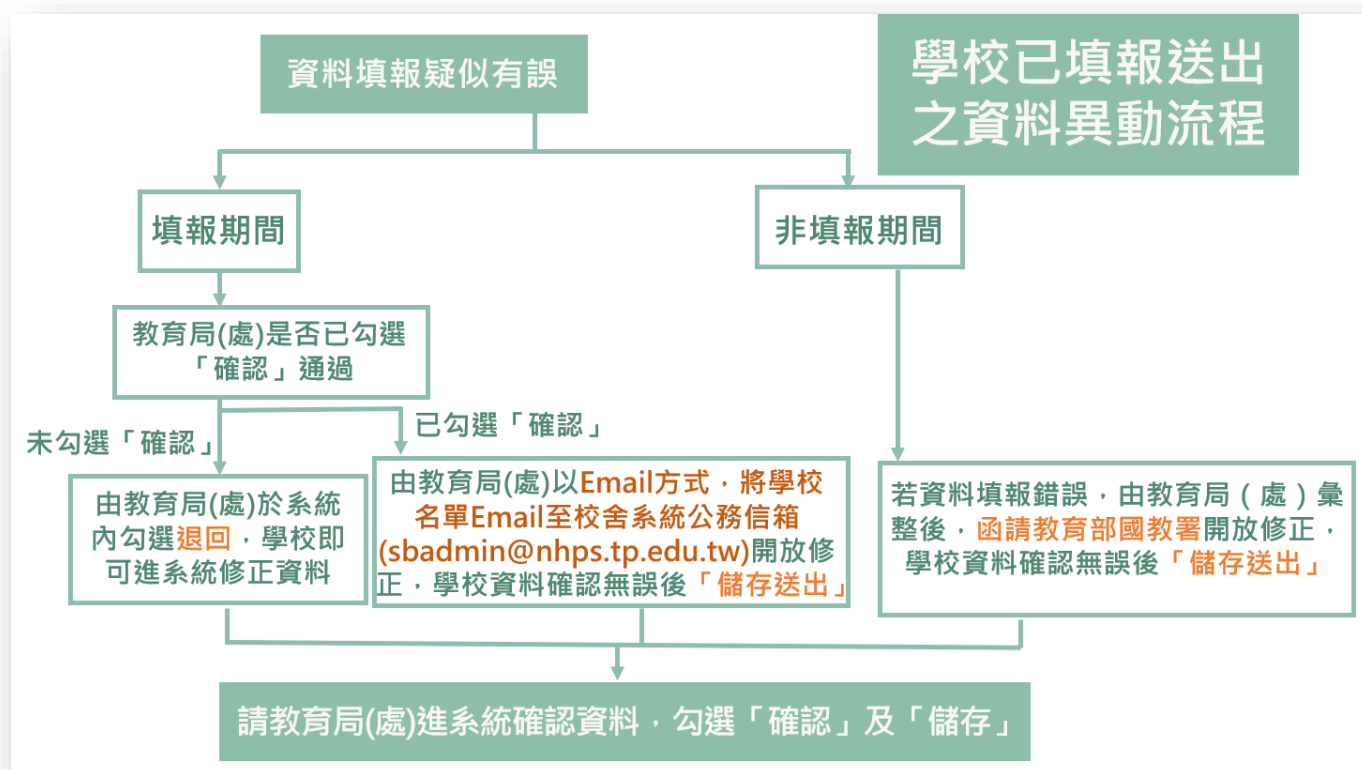 學校已填報送出
之資料異動流程
資料填報疑似有誤
填報期間
非填報期間
教育局(處)是否已勾選
「確認」通過
未勾選「確認」
已勾選「確認」
由教育局(處)於系統
內勾選退回，學校即
可進系統修正資料
由教育局(處)以Email方式，將學校
名單Email至校舍系統公務信箱
(sbadmin@nhps.tp.edu.tw)開放修
正，學校資料確認無誤後「儲存送出」
若資料填報錯誤，由教育局（處）彙
整後，函請教育部國教署開放修正，
學校資料確認無誤後「儲存送出」
請教育局(處)進系統確認資料，勾選「確認」及「儲存」